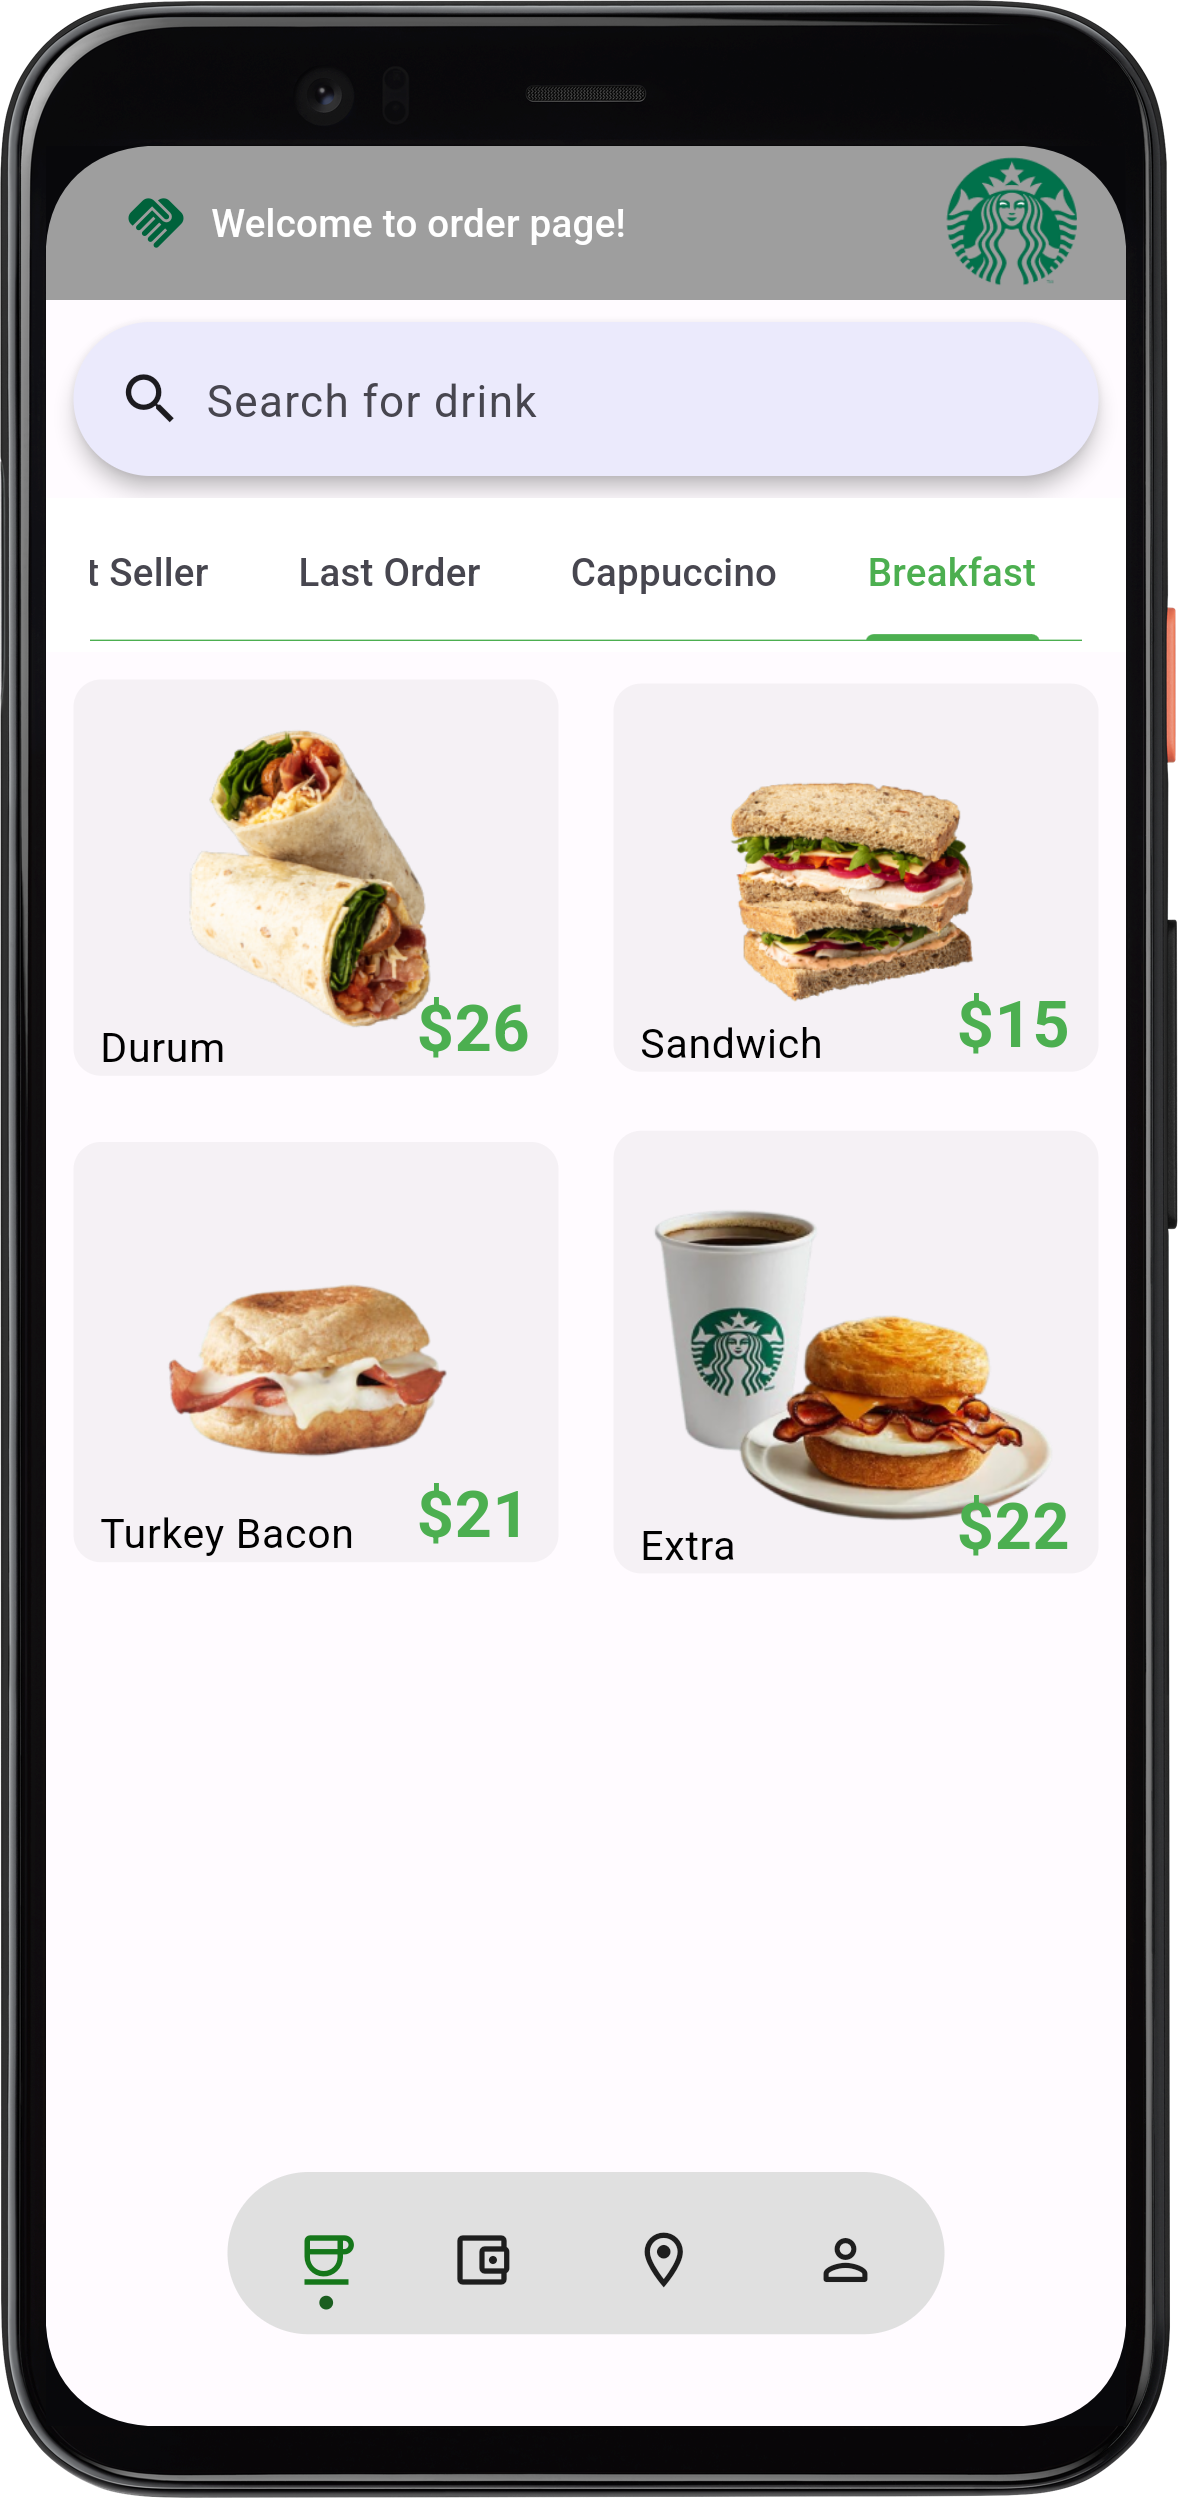 Welcome to order page!
Search for drink
t Seller Last Order Cappuccino Breakfast
Durum $26
Sandwich $15
Turkey Bacon $21
Extra $22